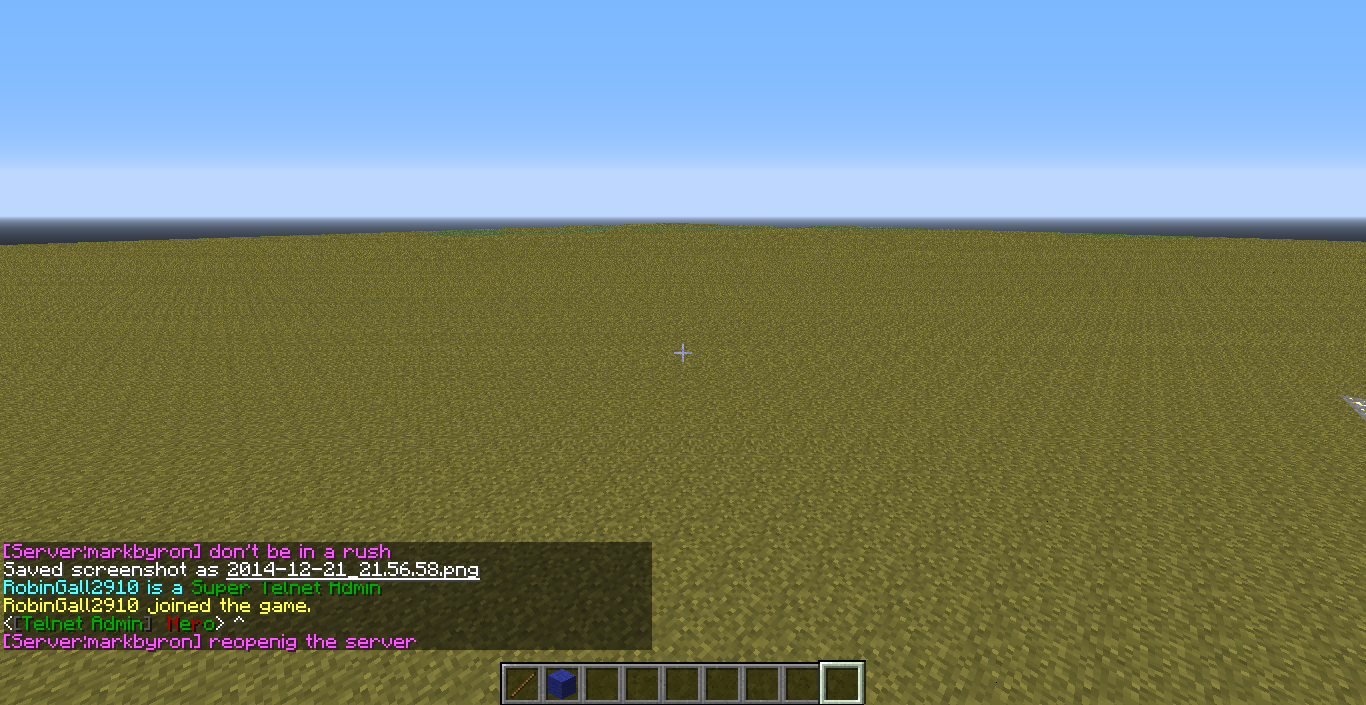 [Server:markbyron] don't be in a rush
Saved screenshot as 2014-12-21_21.56.58.png
RobinGall2910 is a Super Telnet Admin
RobinGall2910 joined the game.
<[Telnet Admin] Nero> ^
[Server:markbyron] reopenig the server